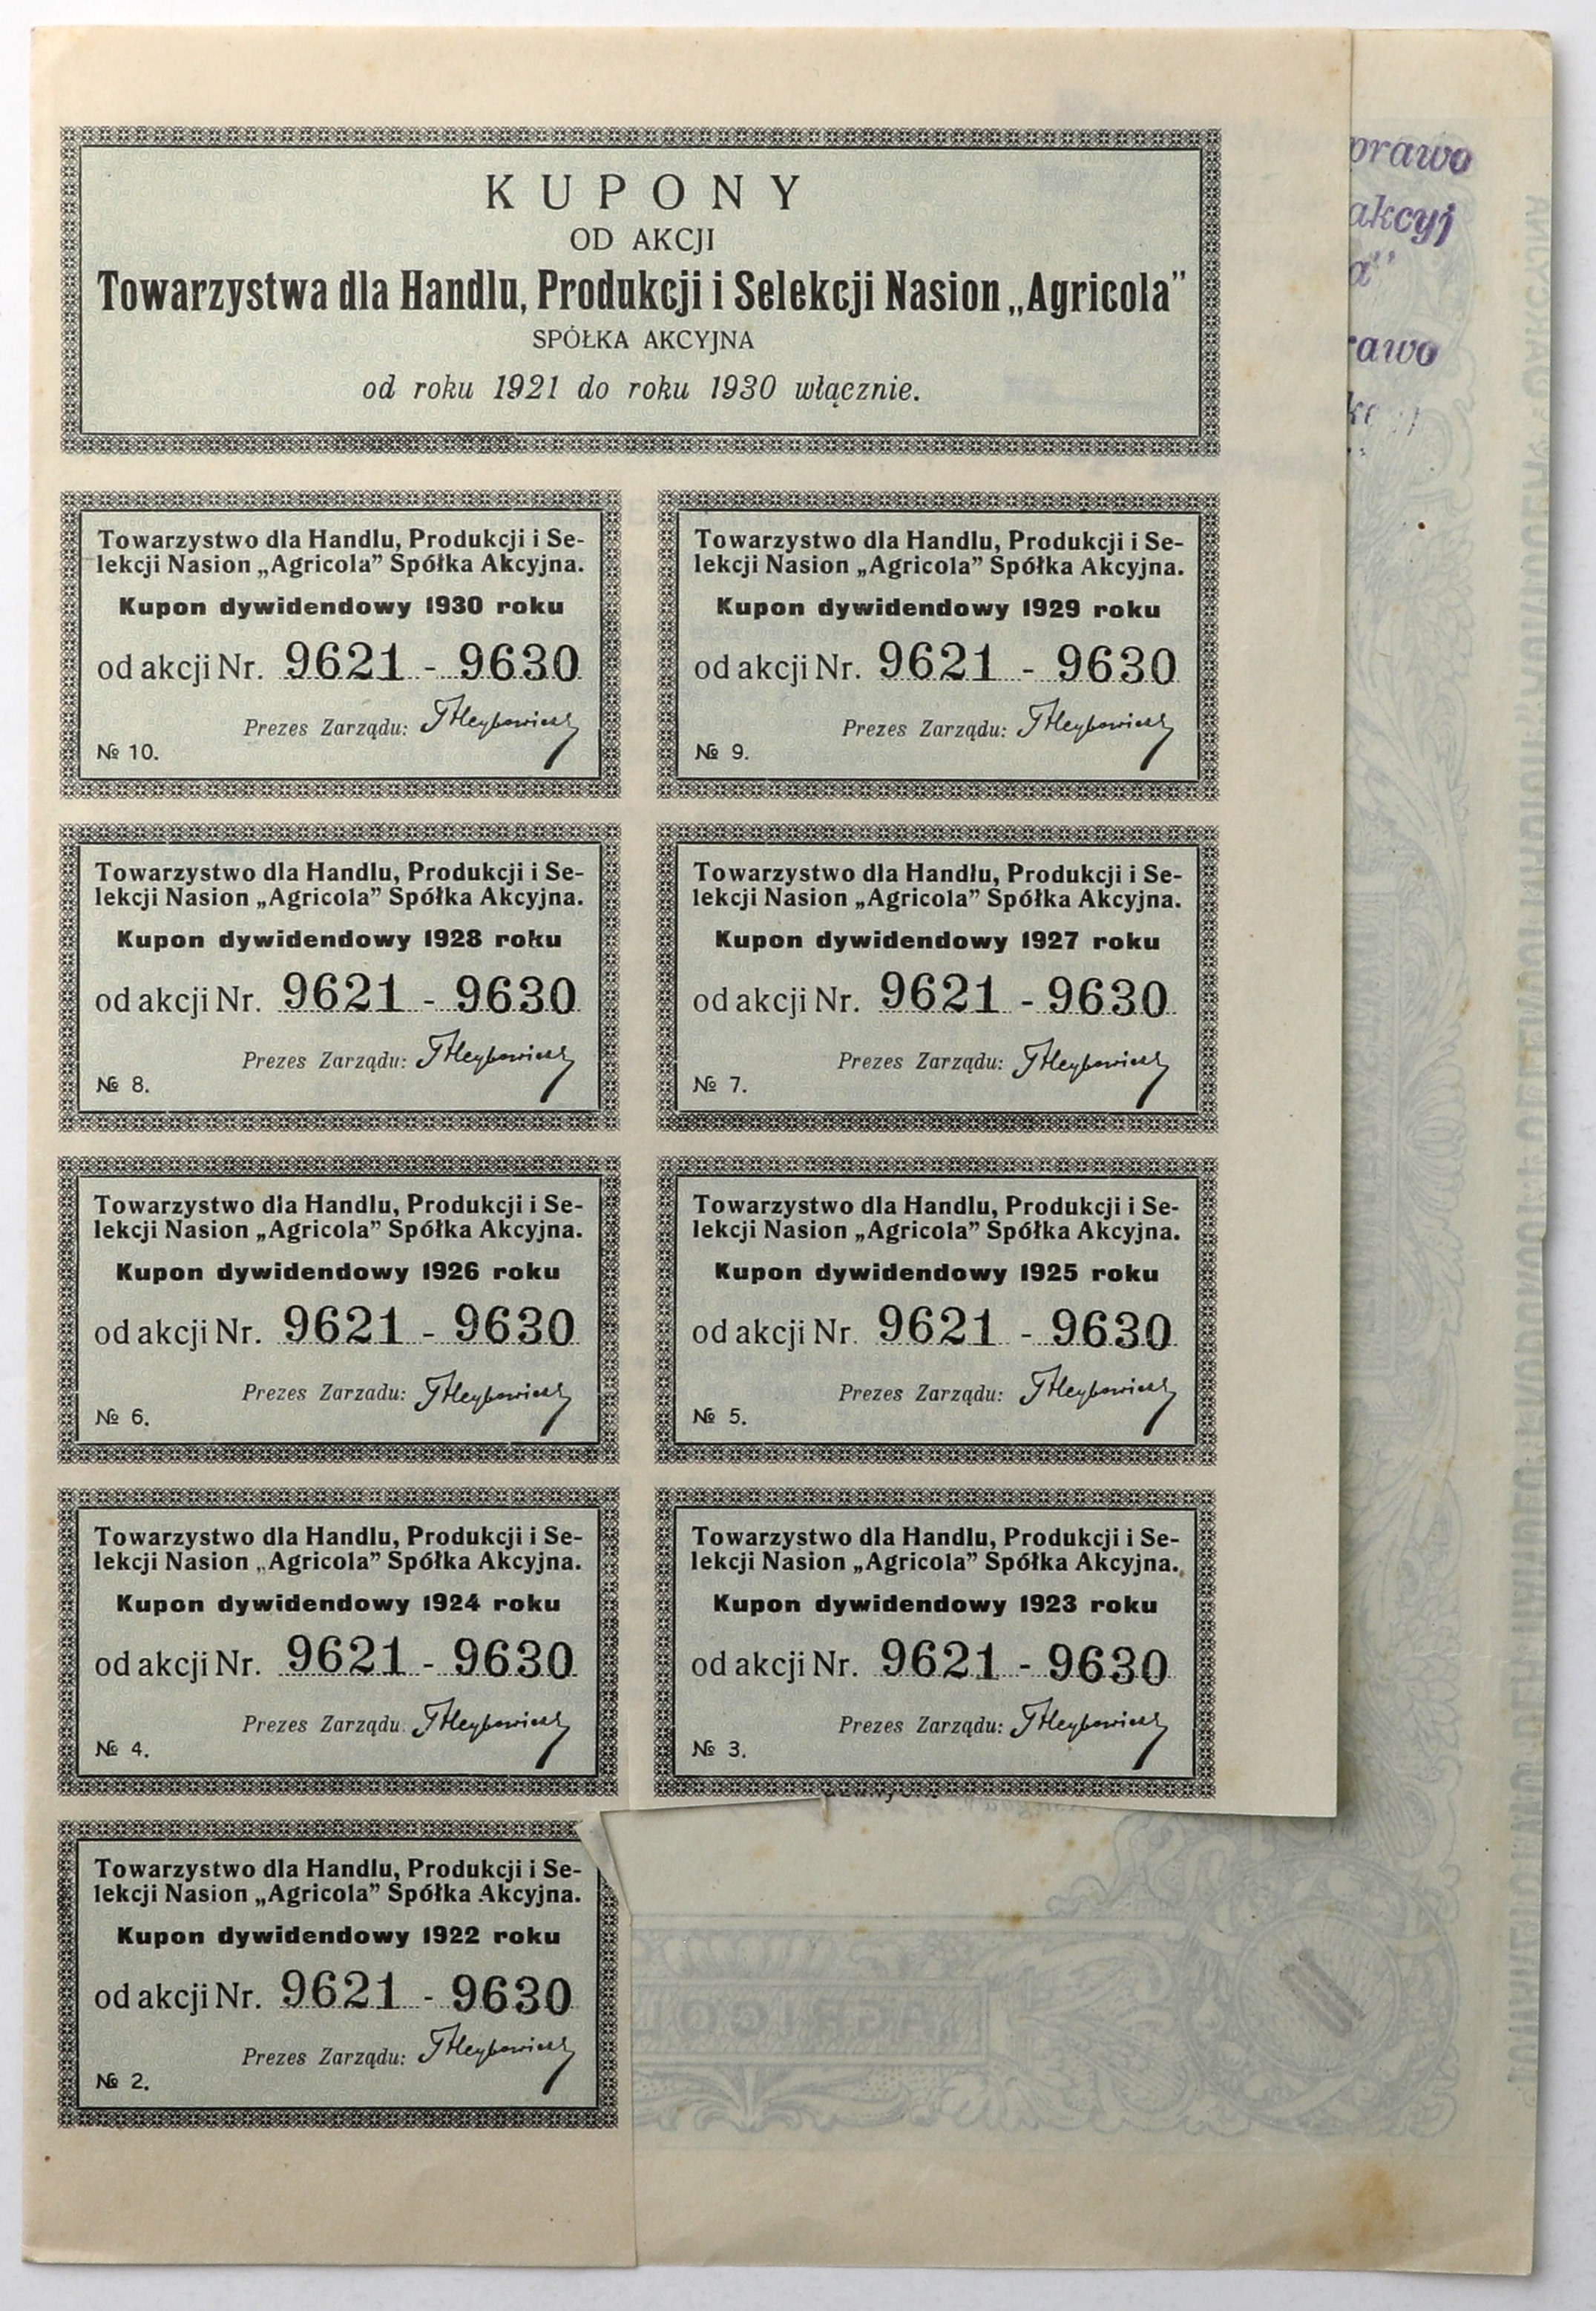 KUPONY
OD AKCJI
Towarzystwa dla Handlu, Produkcji i Selekcji Nasion „Agricola"
SPÓŁKA AKCYJNA
od roku 1921 do roku 1930 włącznie.
prawo
akcyj
a"
rawo
Towarzystwo dla Handlu, Produkcji i Se-
lekcji Nasion „Agricola” Spółka Akcyjna.
Kupon dywidendowy 1930 roku
od akcji Nr. 9621 - 9630
Prezes Zarządu:
№ 10.
Towarzystwo dla Handlu, Produkcji i Se-
lekcji Nasion „Agricola” Spółka Akcyjna.
Kupon dywidendowy 1929 roku
od akcji Nr. 9621 - 9630
Prezes Zarządu:
№ 9.
Towarzystwo dla Handlu, Produkcji i Se-
lekcji Nasion „Agricola” Spółka Akcyjna.
Kupon dywidendowy 1928 roku
od akcji Nr. 9621 - 9630
Prezes Zarządu:
№ 8.
Towarzystwo dla Handlu, Produkcji i Se-
lekcji Nasion „Agricola” Spółka Akcyjna.
Kupon dywidendowy 1927 roku
od akcji Nr. 9621 - 9630
Prezes Zarządu:
№ 7.
Towarzystwo dla Handlu, Produkcji i Se-
lekcji Nasion „Agricola” Spółka Akcyjna.
Kupon dywidendowy 1926 roku
od akcji Nr. 9621 - 9630
Prezes Zarzadu:
№ 6.
Towarzystwo dla Handlu, Produkcji i Se-
lekcji Nasion „Agricola” Spółka Akcyjna.
Kupon dywidendowy 1925 roku
od akcji Nr. 9621 - 9630
Prezes Zarządu:
№ 5.
Towarzystwo dla Handlu, Produkcji i Se-
lekcji Nasion „Agricola” Spółka Akcyjna.
Kupon dywidendowy 1924 roku
od akcji Nr. 9621 - 9630
Prezes Zarządu.
№ 4.
Towarzystwo dla Handlu, Produkcji i Se-
lekcji Nasion „Agricola” Spółka Akcyjna.
Kupon dywidendowy 1923 roku
od akcji Nr. 9621 - 9630
Prezes Zarządu:
№ 3.
Towarzystwo dla Handlu, Produkcji i Se-
lekcji Nasion „Agricola” Spółka Akcyjna.
Kupon dywidendowy 1922 roku
od akcji Nr. 9621 - 9630
Prezes Zarządu:
№ 2.